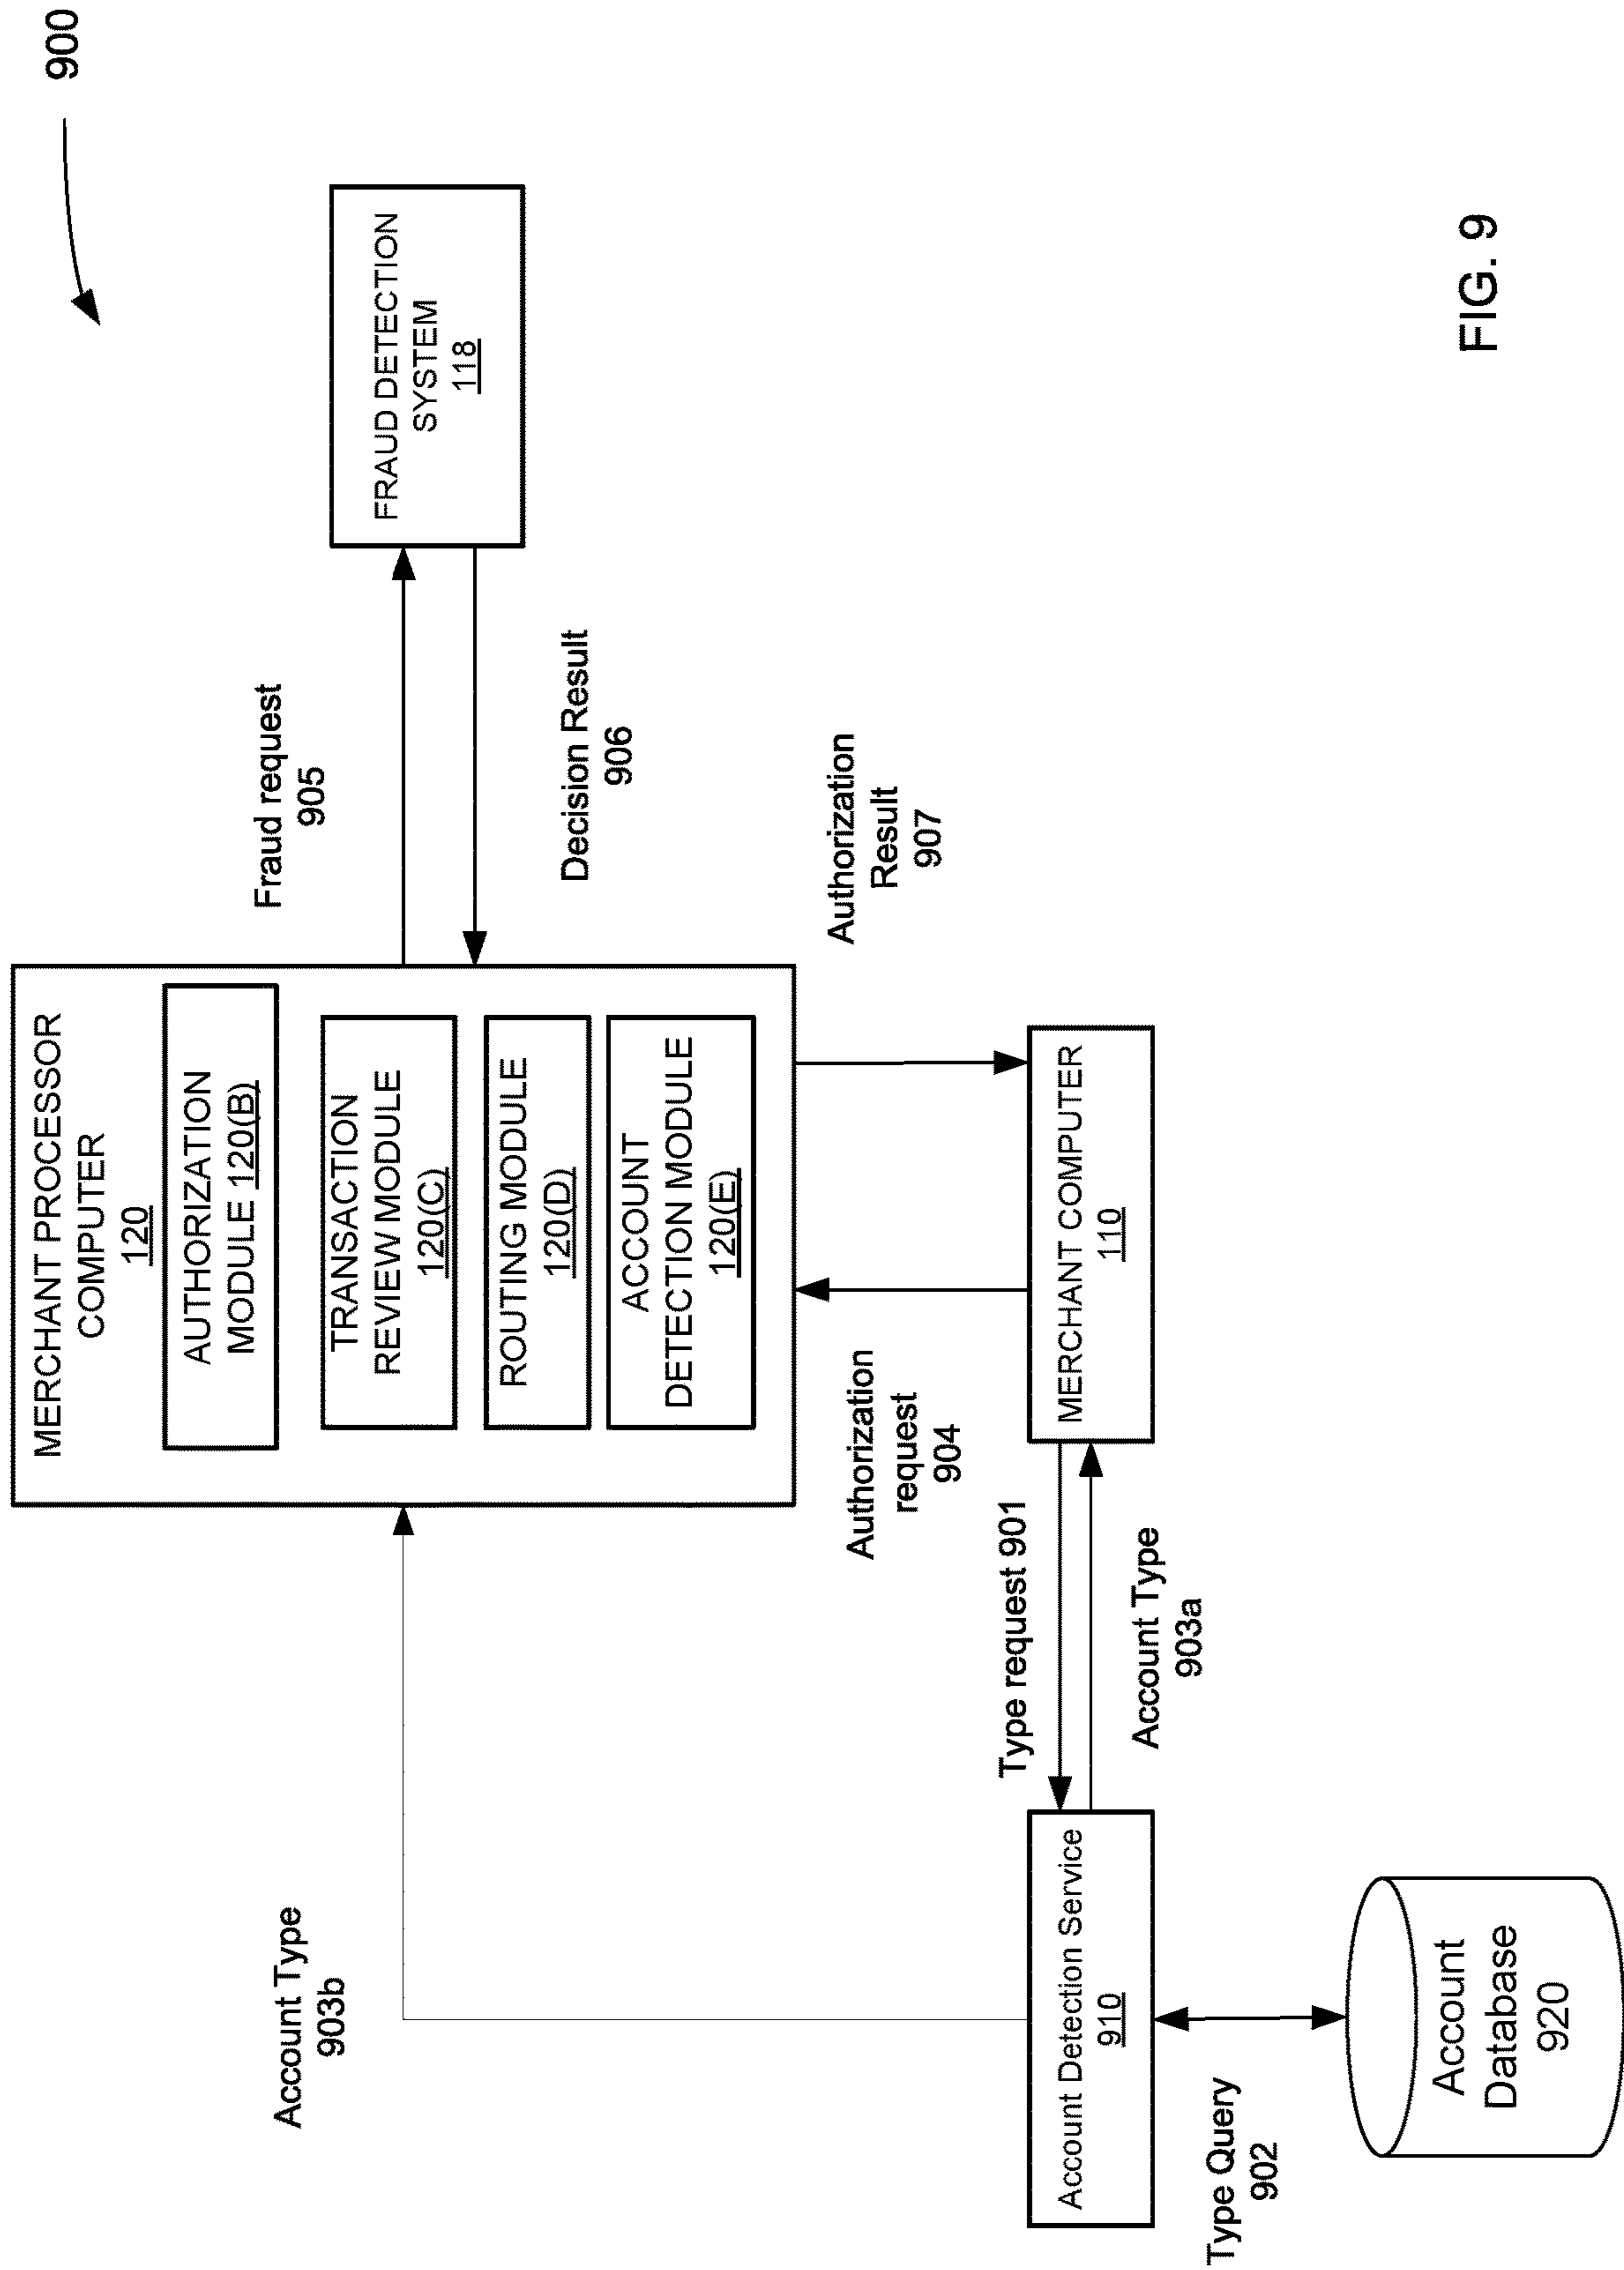 900
MERCHANT PROCESSOR
COMPUTER
120
AUTHORIZATION
MODULE 120(B)
TRANSACTION
REVIEW MODULE
120(C)
ROUTING MODULE
120(D)
ACCOUNT
DETECTION MODULE
120(E)
FRAUD DETECTION
SYSTEM
118
Fraud request
905
Decision Result
906
Account Type
903b
Authorization
request
904
Authorization
Result
907
Type request 901
Account Type
903a
MERCHANT COMPUTER
110
Account Detection Service
910
Type Query
902
Account
Database
920
FIG. 9